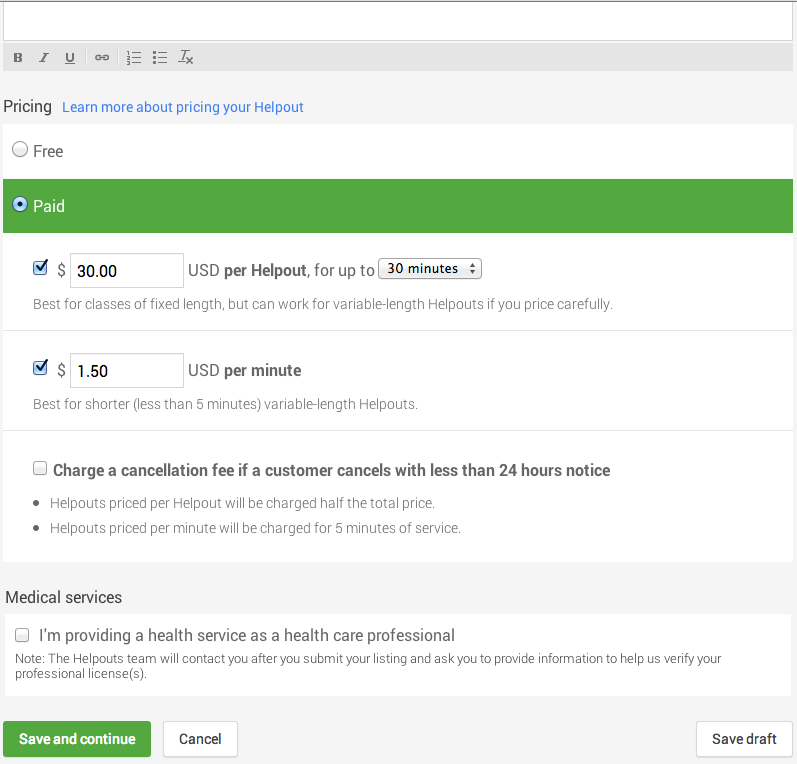 B I U
Pricing Learn more about pricing your Helpout
Free
Paid
$ 30.00 USD per Helpout, for up to 30 minutes
Best for classes of fixed length, but can work for variable-length Helpouts if you price carefully.
$ 1.50 USD per minute
Best for shorter (less than 5 minutes) variable-length Helpouts.
Charge a cancellation fee if a customer cancels with less than 24 hours notice
• Helpouts priced per Helpout will be charged half the total price.
• Helpouts priced per minute will be charged for 5 minutes of service.
Medical services
I'm providing a health service as a health care professional
Note: The Helpouts team will contact you after you submit your listing and ask you to provide information to help us verify your
professional license(s).
Save and continue Cancel Save draft